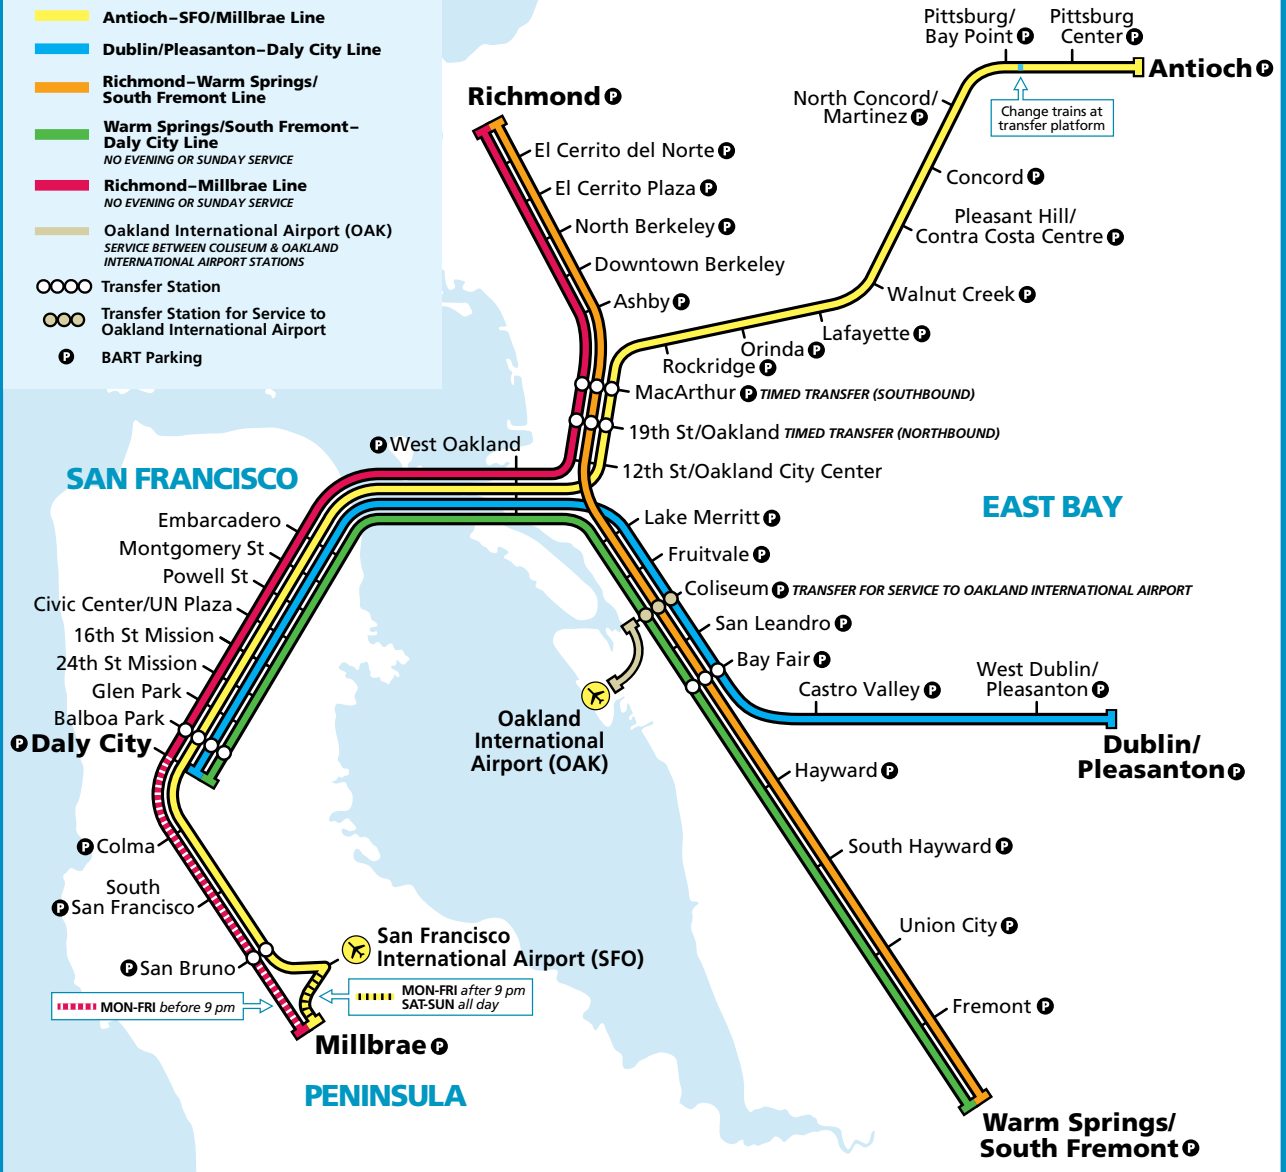 Antioch–SFO/Millbrae Line
Dublin/Pleasanton–Daly City Line
Richmond–Warm Springs/
South Fremont Line
Warm Springs/South Fremont–
Daly City Line
NO EVENING OR SUNDAY SERVICE
Richmond–Millbrae Line
NO EVENING OR SUNDAY SERVICE
Oakland International Airport (OAK)
SERVICE BETWEEN COLISEUM & OAKLAND
INTERNATIONAL AIRPORT STATIONS
Transfer Station
Transfer Station for Service to
Oakland International Airport
P BART Parking
Pittsburg/
Bay Point P
Pittsburg
Center P
Antioch P
Change trains at
transfer platform
North Concord/
Martinez P
Concord P
Pleasant Hill/
Contra Costa Centre P
Walnut Creek P
Lafayette P
Orinda P
Rockridge P
Richmond P
El Cerrito del Norte P
El Cerrito Plaza P
North Berkeley P
Downtown Berkeley
Ashby P
MacArthur P TIMED TRANSFER (SOUTHBOUND)
19th St/Oakland TIMED TRANSFER (NORTHBOUND)
12th St/Oakland City Center
P West Oakland
SAN FRANCISCO
EAST BAY
Embarcadero
Montgomery St
Powell St
Civic Center/UN Plaza
16th St Mission
24th St Mission
Glen Park
Balboa Park
P Daly City
Lake Merritt P
Fruitvale P
Coliseum P TRANSFER FOR SERVICE TO OAKLAND INTERNATIONAL AIRPORT
San Leandro P
Bay Fair P
Castro Valley P
West Dublin/
Pleasanton P
Dublin/
Pleasanton P
Oakland
International
Airport (OAK)
Hayward P
South Hayward P
Union City P
Fremont P
Warm Springs/
South Fremont P
P Colma
South
P San Francisco
P San Bruno
San Francisco
International Airport (SFO)
MON-FRI before 9 pm
MON-FRI after 9 pm
SAT-SUN all day
Millbrae P
PENINSULA